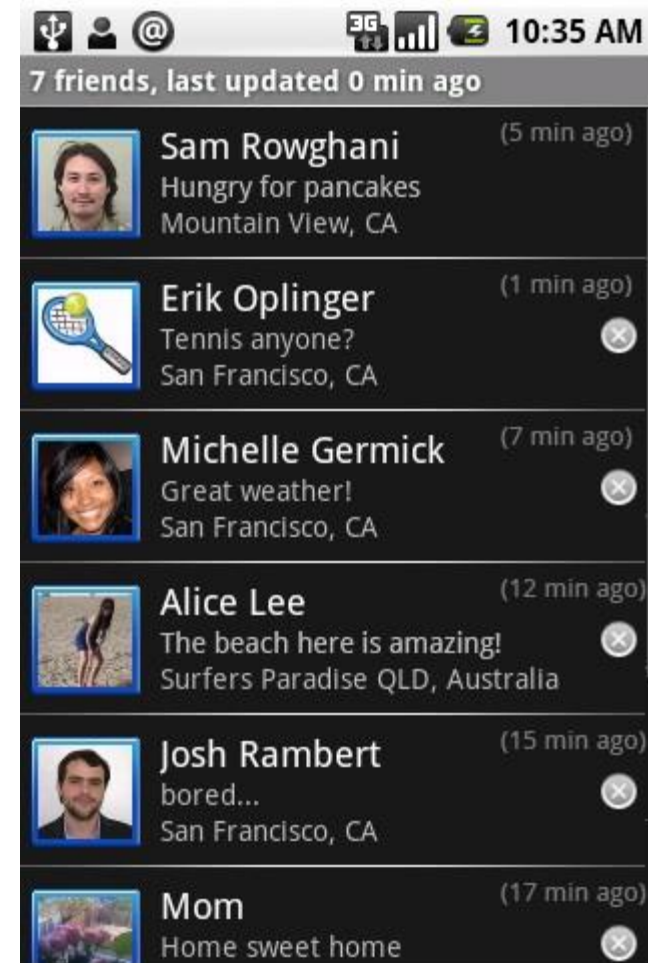 @ 3G 10:35 AM
7 friends, last updated 0 min ago
Sam Rowghani (5 min ago)
Hungry for pancakes
Mountain View, CA
Erik Oplinger (1 min ago)
Tennis anyone?
San Francisco, CA
Michelle Germick (7 min ago)
Great weather!
San Francisco, CA
Alice Lee (12 min ago)
The beach here is amazing!
Surfers Paradise QLD, Australia
Josh Rambert (15 min ago)
bored...
San Francisco, CA
Mom (17 min ago)
Home sweet home